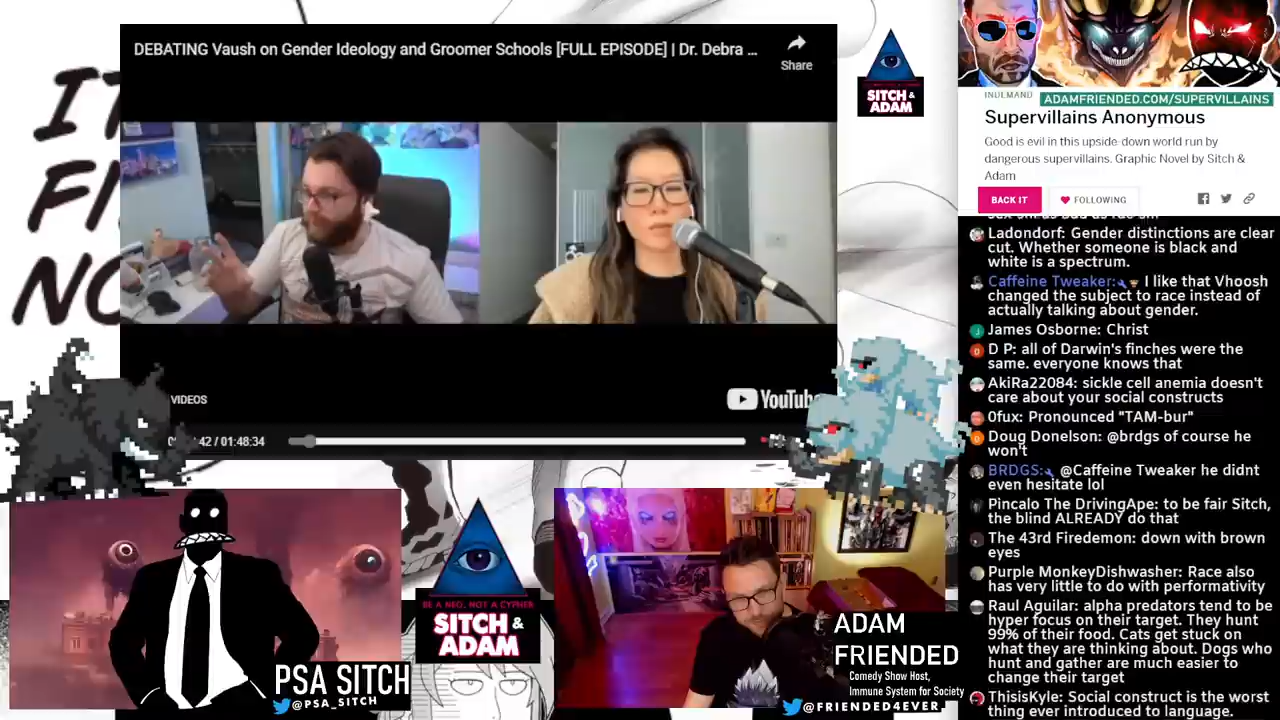 DEBATING Vaush on Gender Ideology and Groomer Schools [FULL EPISODE] | Dr. Debra ...
Share
VIDEOS
YouTube
42 / 01:48:34
SITCH &
ADAM
INDEMAND
ADAMFRIENDED.COM/SUPERVILLAINS
Supervillains Anonymous
Good is evil in this upside-down world run by
dangerous supervillains. Graphic Novel by Sitch &
Adam
BACK IT
FOLLOWING
Ladondorf: Gender distinctions are clear
cut. Whether someone is black and
white is a spectrum.
Caffeine Tweaker: I like that Vhoosh
changed the subject to race instead of
actually talking about gender.
James Osborne: Christ
D P: all of Darwin's finches were the
same. everyone knows that
AkiRa22084: sickle cell anemia doesn't
care about your social constructs
0fux: Pronounced "TAM-bur"
Doug Donelson: @brdgs of course he
won't
BRDGS: @Caffeine Tweaker he didnt
even hesitate lol
Pincalo The DrivingApe: to be fair Sitch,
the blind ALREADY do that
The 43rd Firedemon: down with brown
eyes
Purple MonkeyDishwasher: Race also
has very little to do with performativity
Raul Aguilar: alpha predators tend to be
hyper focus on their target. They hunt
99% of their food. Cats get stuck on
what they are thinking about. Dogs who
hunt and gather are much easier to
change their target
ThisisKyle: Social construct is the worst
thing ever introduced to language.
PSA SITCH
@PSA_SITCH
BE A NEO, NOT A CYPHER
SITCH &
ADAM
ADAM
FRIENDED
Comedy Show Host,
Immune System for Society
@FRIENDED4EVER